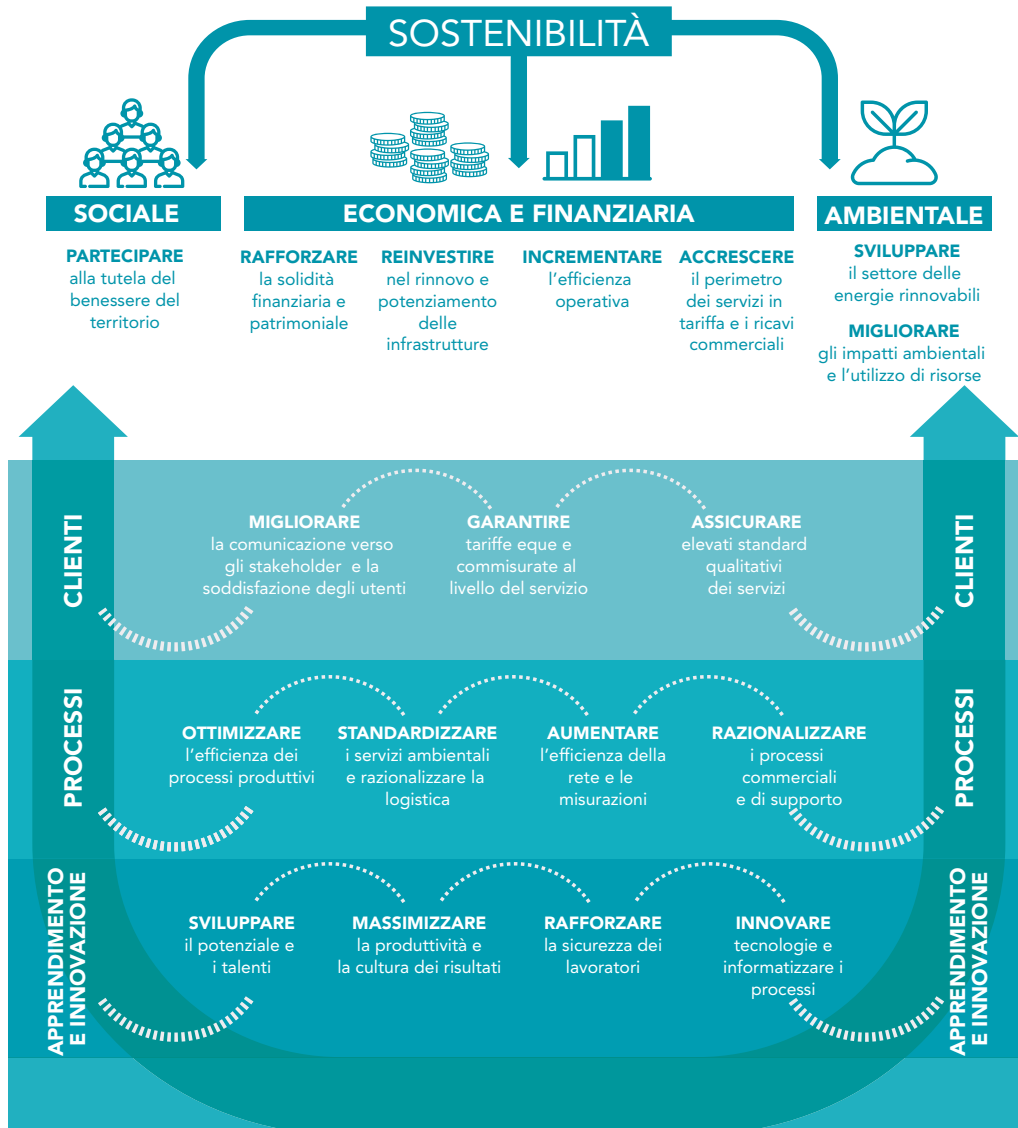 SOSTENIBILITÀ
SOCIALE
PARTECIPARE
alla tutela del
benessere del
territorio
ECONOMICA E FINANZIARIA
RAFFORZARE
la solidità
finanziaria e
patrimoniale
REINVESTIRE
nel rinnovo e
potenziamento
delle
infrastrutture
INCREMENTARE
l'efficienza
operativa
ACCRESCERE
il perimetro
dei servizi in
tariffa e i ricavi
commerciali
AMBIENTALE
SVILUPPARE
il settore delle
energie rinnovabili
MIGLIORARE
gli impatti ambientali
e l'utilizzo di risorse
CLIENTI
MIGLIORARE
la comunicazione verso
gli stakeholder e la
soddisfazione degli utenti
GARANTIRE
tariffe eque e
commisurate al
livello del servizio
ASSICURARE
elevati standard
qualitativi
dei servizi
CLIENTI
PROCESSI
OTTIMIZZARE
l'efficienza dei
processi produttivi
STANDARDIZZARE
i servizi ambientali
e razionalizzare la
logistica
AUMENTARE
l'efficienza della
rete e le
misurazioni
RAZIONALIZZARE
i processi
commerciali
e di supporto
PROCESSI
APPRENDIMENTO
E INNOVAZIONE
SVILUPPARE
il potenziale e
i talenti
MASSIMIZZARE
la produttività e
la cultura dei risultati
RAFFORZARE
la sicurezza dei
lavoratori
INNOVARE
tecnologie e
informatizzare i
processi
APPRENDIMENTO
E INNOVAZIONE